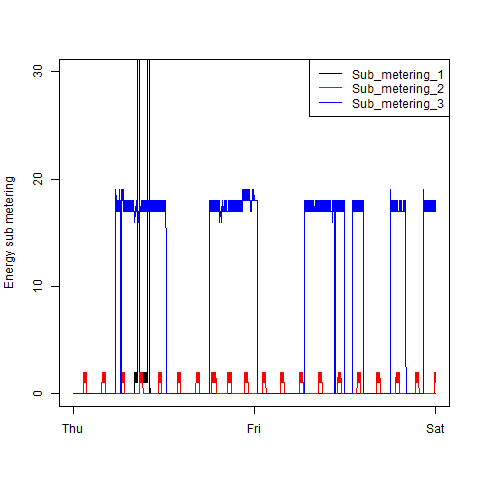 Sub_metering_1
Sub_metering_2
Sub_metering_3
Energy sub metering
30
20
10
0
Thu
Fri
Sat